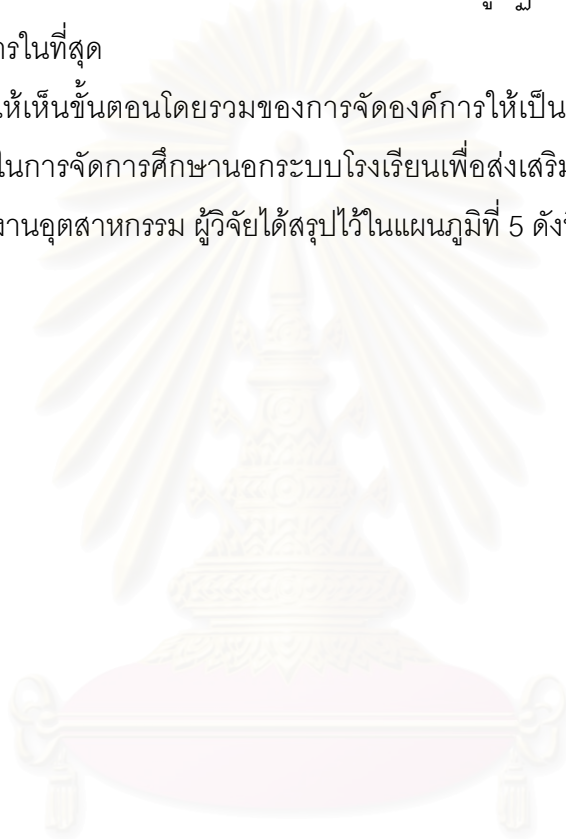 ารในที่สุด
ห้เห็นขั้นตอนโดยรวมของการจัดองค์การให้เป็น
ในการจัดการศึกษานอกระบบโรงเรียนเพื่อส่งเสริม
งานอุตสาหกรรม ผู้วิจัยได้สรุปไว้ในแผนภูมิที่ 5